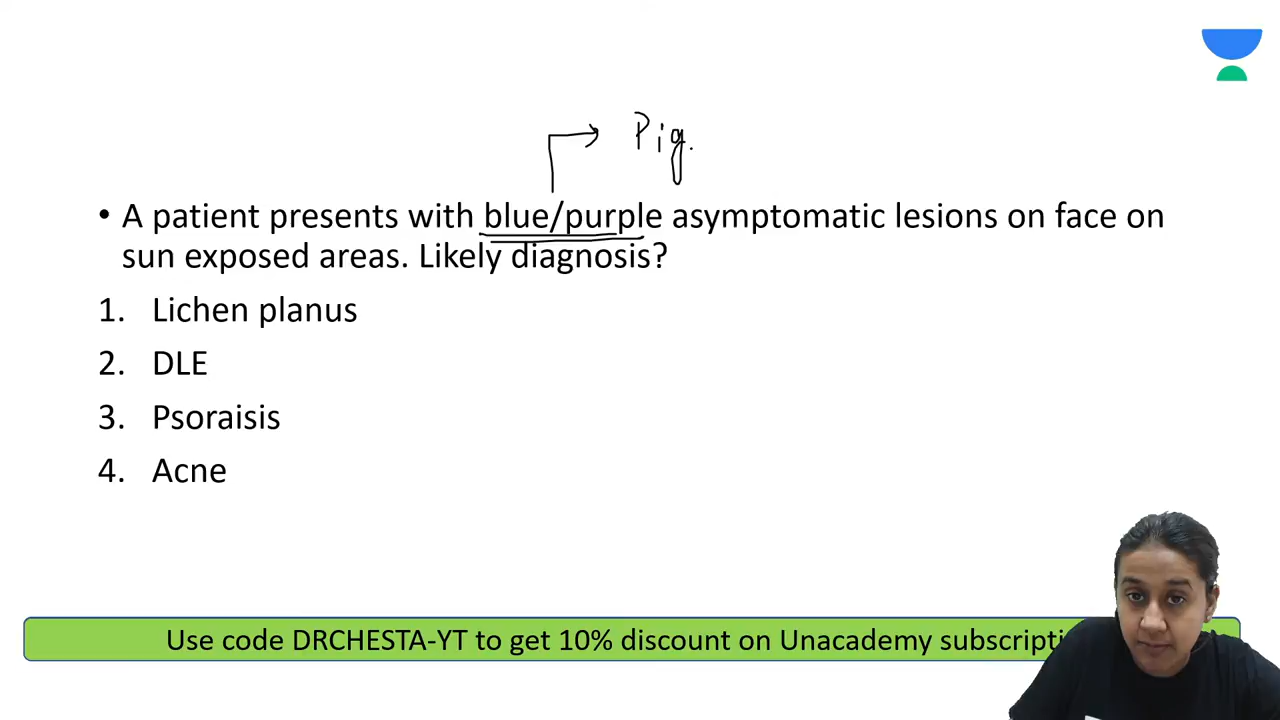 Pig.
• A patient presents with blue/purple asymptomatic lesions on face on
sun exposed areas. Likely diagnosis?
1. Lichen planus
2. DLE
3. Psoraisis
4. Acne
Use code DRCHESTA-YT to get 10% discount on Unacademy